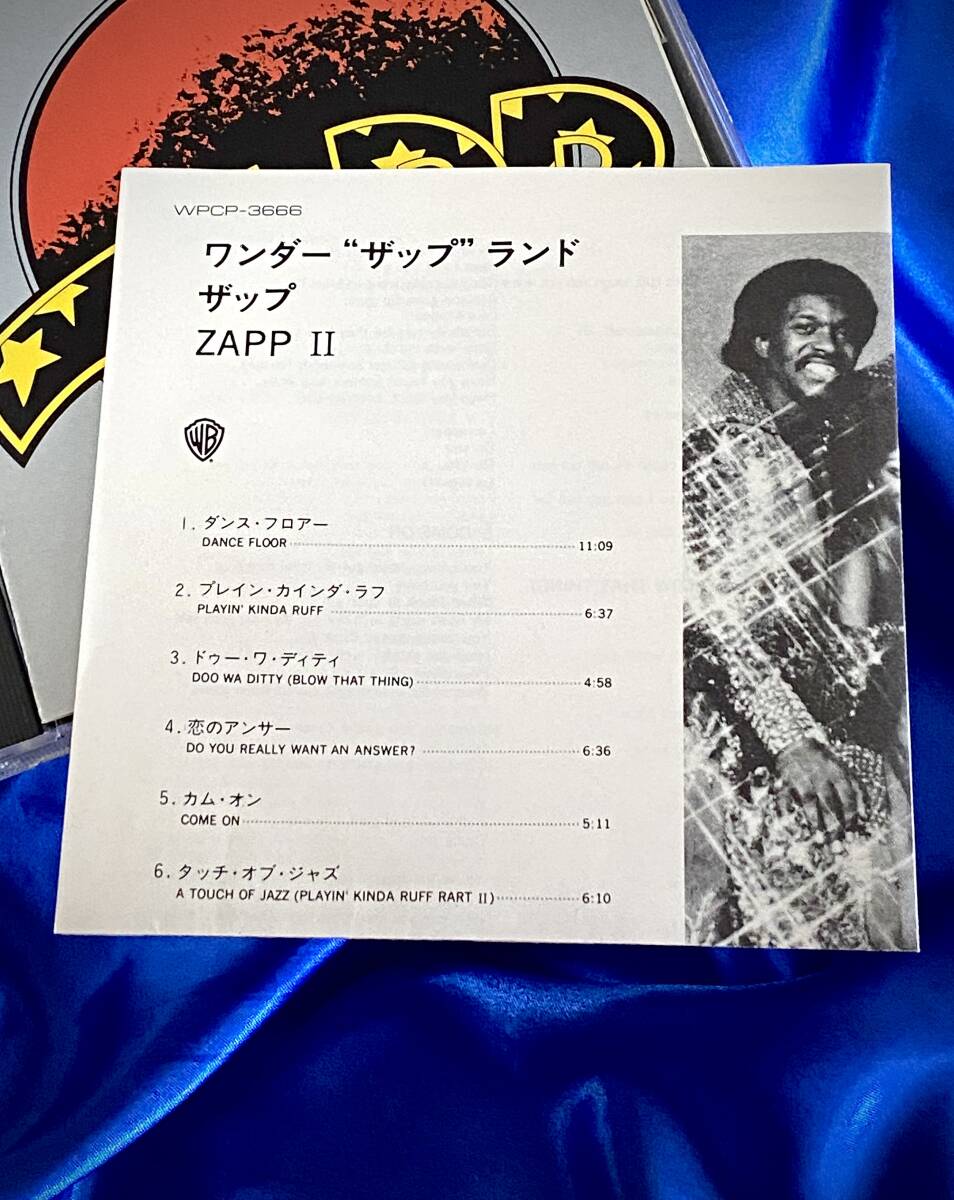 WPCP-3666
ワンダー“ザップ”ランド
ザップ
ZAPP II
WB
1. ダンス・フロアー
DANCE FLOOR 11:09
2. プレイン・カインダ・ラフ
PLAYIN' KINDA RUFF 6:37
3. ドゥー・ワ・ディティ
DOO WA DITTY (BLOW THAT THING) 4:58
4. 恋のアンサー
DO YOU REALLY WANT AN ANSWER? 6:36
5. カム・オン
COME ON 5:11
6. タッチ・オブ・ジャズ
A TOUCH OF JAZZ (PLAYIN' KINDA RUFF RART II) 6:10